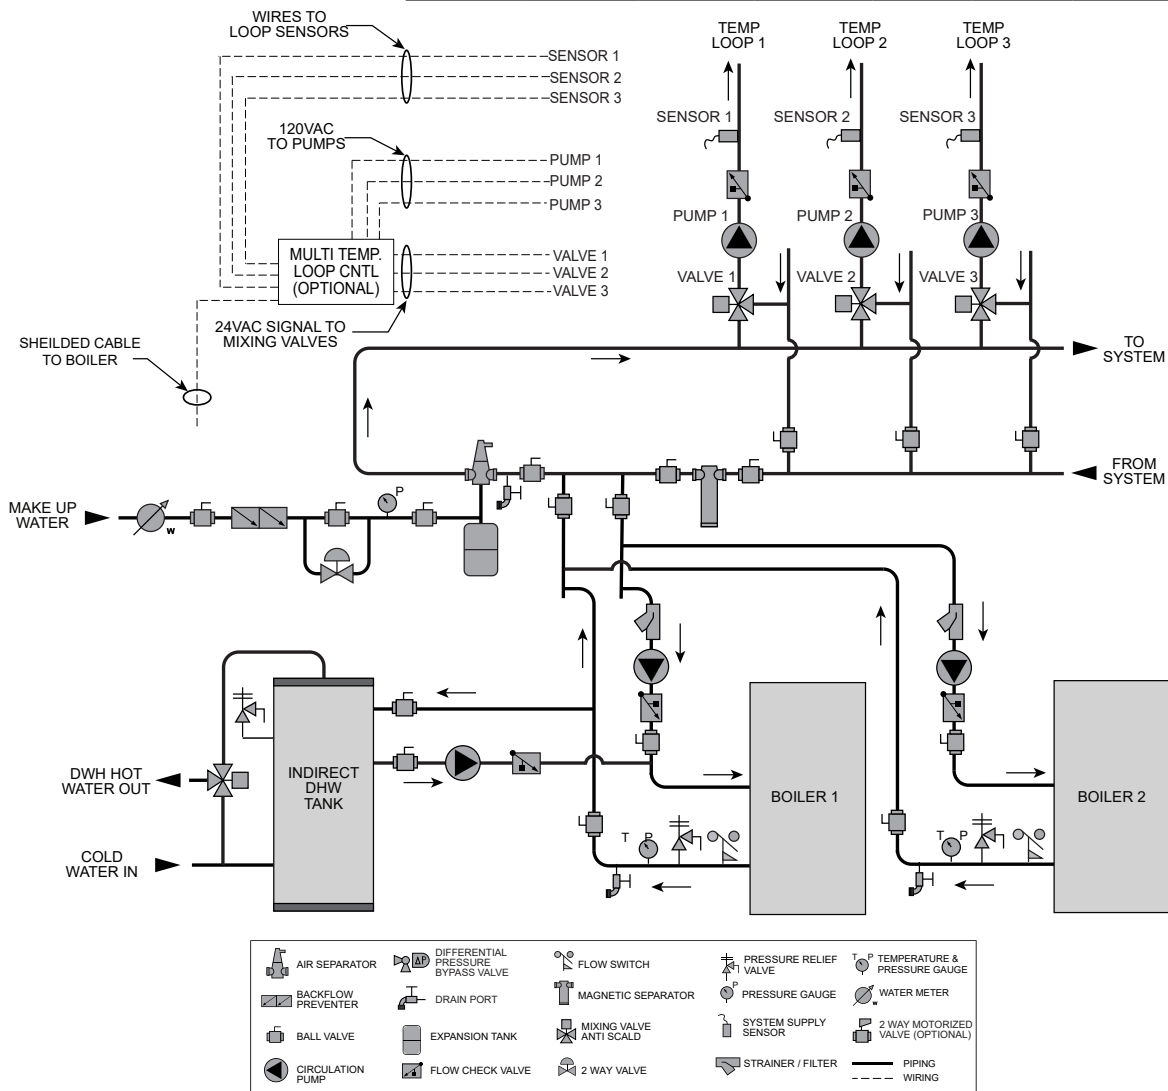 WIRES TO
LOOP SENSORS
SENSOR 1
SENSOR 2
SENSOR 3
120VAC
TO PUMPS
PUMP 1
PUMP 2
PUMP 3
MULTI TEMP.
LOOP CNTL
(OPTIONAL)
VALVE 1
VALVE 2
VALVE 3
24VAC SIGNAL TO
MIXING VALVES
SHEILDED CABLE
TO BOILER
TEMP
LOOP 1
TEMP
LOOP 2
TEMP
LOOP 3
SENSOR 1
SENSOR 2
SENSOR 3
PUMP 1
PUMP 2
PUMP 3
VALVE 1
VALVE 2
VALVE 3
TO
SYSTEM
FROM
SYSTEM
MAKE UP
WATER
W
P
INDIRECT
DHW
TANK
DWH HOT
WATER OUT
COLD
WATER IN
BOILER 1
BOILER 2
T P
T P
AIR SEPARATOR
BACKFLOW
PREVENTER
BALL VALVE
CIRCULATION
PUMP
ΔP
DIFFERENTIAL
PRESSURE
BYPASS VALVE
DRAIN PORT
EXPANSION TANK
FLOW CHECK VALVE
FLOW SWITCH
MAGNETIC SEPARATOR
MIXING VALVE
ANTI SCALD
2 WAY VALVE
PRESSURE RELIEF
VALVE
P
PRESSURE GAUGE
SYSTEM SUPPLY
SENSOR
STRAINER / FILTER
T P
TEMPERATURE &
PRESSURE GAUGE
W
WATER METER
2 WAY MOTORIZED
VALVE (OPTIONAL)
PIPING
WIRING